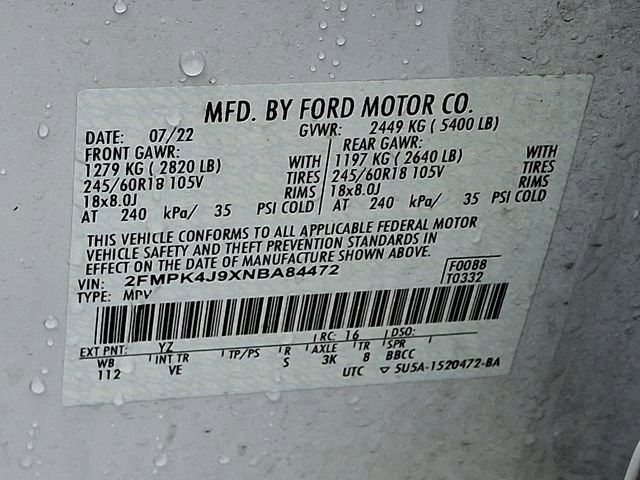 MFD. BY FORD MOTOR CO.
DATE: 07/22 GVWR: 2449 KG ( 5400 LB)
FRONT GAWR: REAR GAWR:
1279 KG ( 2820 LB) WITH 1197 KG ( 2640 LB) WITH
245/60R18 105V TIRES 245/60R18 105V TIRES
18x8.0J RIMS 18x8.0J RIMS
AT 240 kPa/ 35 PSI COLD AT 240 kPa/ 35 PSI COLD
THIS VEHICLE CONFORMS TO ALL APPLICABLE FEDERAL MOTOR
VEHICLE SAFETY AND THEFT PREVENTION STANDARDS IN
EFFECT ON THE DATE OF MANUFACTURE SHOWN ABOVE.
VIN: 2FMPK4J9XNBA84472 F0088
TYPE: MPV T0332
EXT PNT: YZ RC: 16 DSO:
WB INT TR TP/PS R AXLE TR SPR
112 VE S 3K 8 BBCC
UTC ▽ 5U5A-1520472-BA